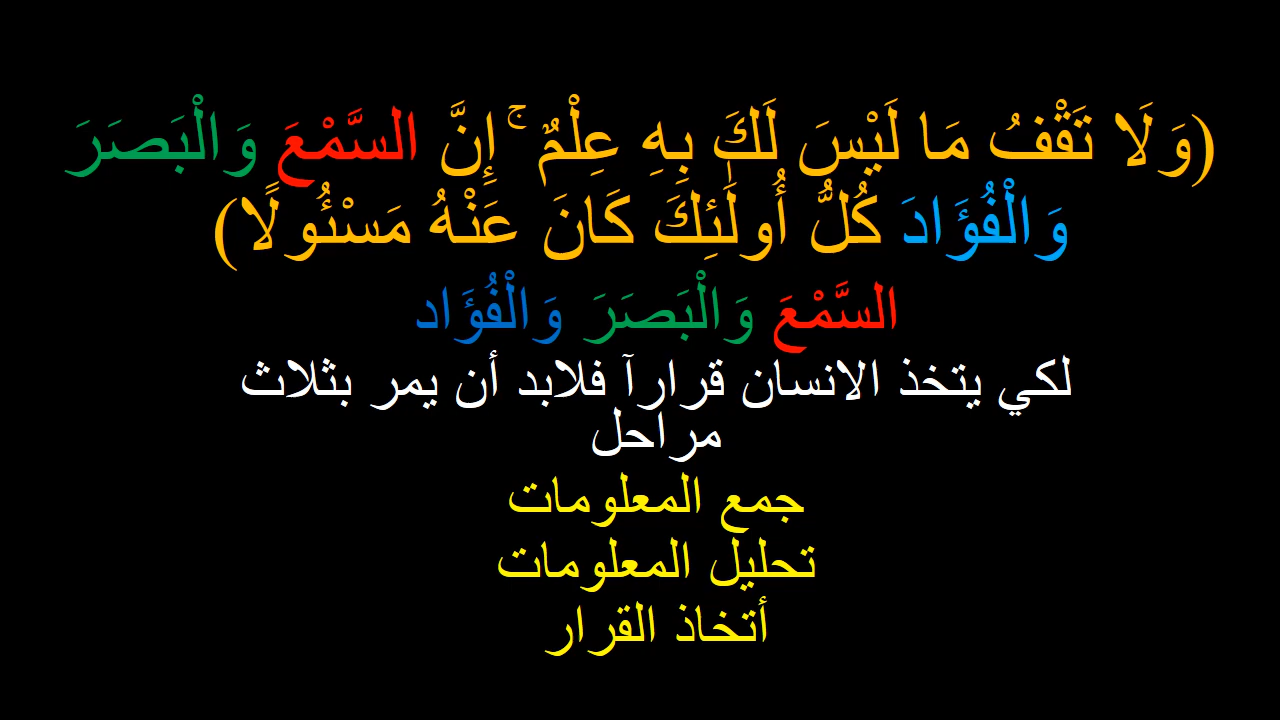 (وَلَا تَقْفُ مَا لَيْسَ لَكَ بِهِ عِلْمٌ ۚ إِنَّ السَّمْعَ وَالْبَصَرَ
وَالْفُؤَادَ كُلُّ أُولَٰئِكَ كَانَ عَنْهُ مَسْئُولًا)
السَّمْعَ وَالْبَصَرَ وَالْفُؤَاد
لكي يتخذ الانسان قرارآ فلابد أن يمر بثلاث
مراحل
جمع المعلومات
تحليل المعلومات
أتخاذ القرار